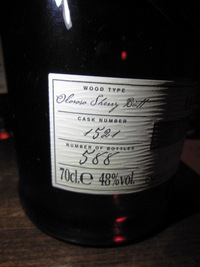 WOOD TYPE
Oloroso Sherry Butt
CASK NUMBER
1521
NUMBER OF BOTTLES
588
70cl.e 48%vol.